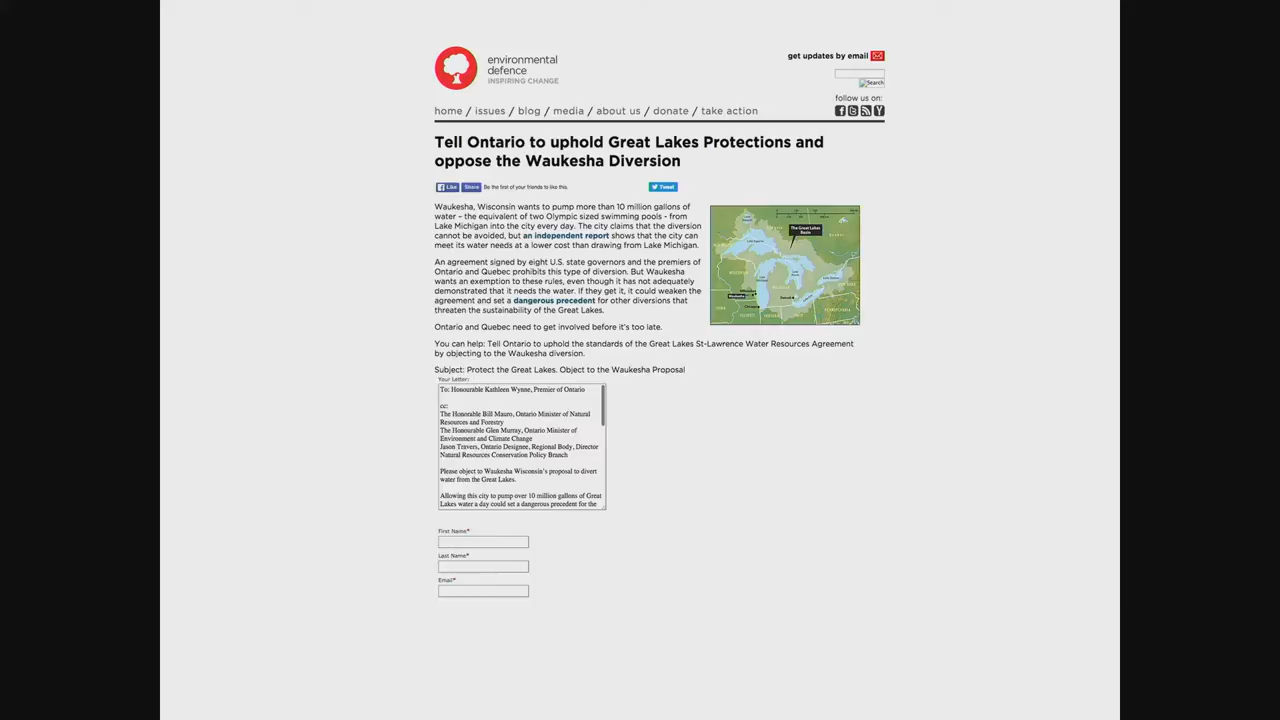 environmental
defence
INSPIRING CHANGE
get updates by email
Search
follow us on:
home / issues / blog / media / about us / donate / take action
Tell Ontario to uphold Great Lakes Protections and
oppose the Waukesha Diversion
Like Share Be the first of your friends to like this.
Tweet
Waukesha, Wisconsin wants to pump more than 10 million gallons of
water – the equivalent of two Olympic sized swimming pools - from
Lake Michigan into the city every day. The city claims that the diversion
cannot be avoided, but an independent report shows that the city can
meet its water needs at a lower cost than drawing from Lake Michigan.
The Great Lakes
Basin
An agreement signed by eight U.S. state governors and the premiers of
Ontario and Quebec prohibits this type of diversion. But Waukesha
wants an exemption to these rules, even though it has not adequately
demonstrated that it needs the water. If they get it, it could weaken the
agreement and set a dangerous precedent for other diversions that
threaten the sustainability of the Great Lakes.
Ontario and Quebec need to get involved before it's too late.
You can help: Tell Ontario to uphold the standards of the Great Lakes St-Lawrence Water Resources Agreement
by objecting to the Waukesha diversion.
Subject: Protect the Great Lakes. Object to the Waukesha Proposal
Your Letter:
To: Honourable Kathleen Wynne, Premier of Ontario
cc:
The Honorable Bill Mauro, Ontario Minister of Natural
Resources and Forestry
The Honourable Glen Murray, Ontario Minister of
Environment and Climate Change
Jason Travers, Ontario Designee, Regional Body, Director
Natural Resources Conservation Policy Branch
Please object to Waukesha Wisconsin's proposal to divert
water from the Great Lakes.
Allowing this city to pump over 10 million gallons of Great
Lakes water a day could set a dangerous precedent for the
First Name*
Last Name*
Email*